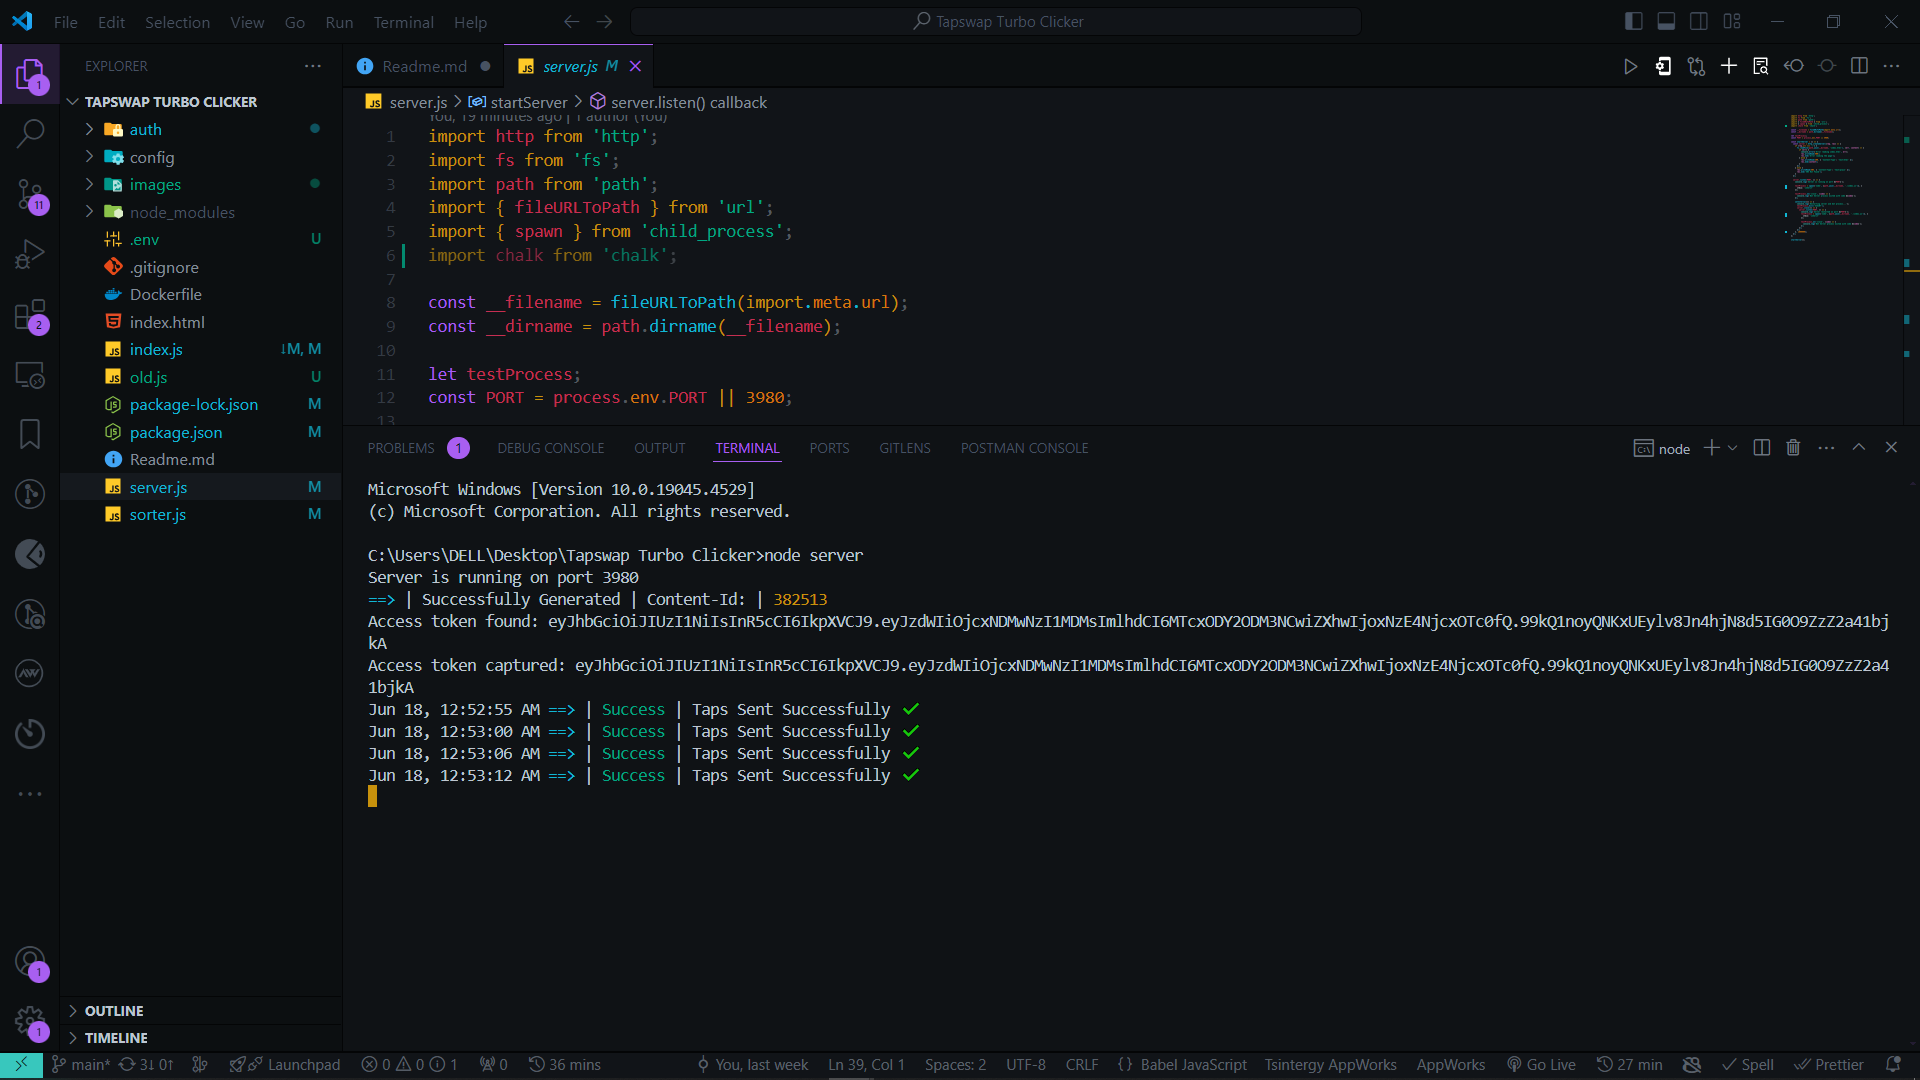 File Edit Selection View Go Run Terminal Help
Tapswap Turbo Clicker
EXPLORER
TAPSWAP TURBO CLICKER
auth
config
images
node_modules
.env U
.gitignore
Dockerfile
index.html
index.js ↓M, M
old.js U
package-lock.json M
package.json M
Readme.md
server.js M
sorter.js M
OUTLINE
TIMELINE
1
11
2
1
1
Readme.md
server.js M
server.js > startServer > server.listen() callback
You, 19 minutes ago | 1 author (You)
1 import http from 'http';
2 import fs from 'fs';
3 import path from 'path';
4 import { fileURLToPath } from 'url';
5 import { spawn } from 'child_process';
6 import chalk from 'chalk';
7
8 const __filename = fileURLToPath(import.meta.url);
9 const __dirname = path.dirname(__filename);
10
11 let testProcess;
12 const PORT = process.env.PORT || 3980;
13
PROBLEMS 1 DEBUG CONSOLE OUTPUT TERMINAL PORTS GITLENS POSTMAN CONSOLE
node
Microsoft Windows [Version 10.0.19045.4529]
(c) Microsoft Corporation. All rights reserved.
C:\Users\DELL\Desktop\Tapswap Turbo Clicker>node server
Server is running on port 3980
==> | Successfully Generated | Content-Id: | 382513
Access token found: eyJhbGciOiJIUzI1NiIsInR5cCI6IkpXVCJ9.eyJzdWIiOjcxNDMwNzI1MDMsImlhdCI6MTcxODY2ODM3NCwiZXhwIjoxNzE4NjcxOTc0fQ.99kQ1noyQNKxUEylv8Jn4hjN8d5IG0O9ZzZ2a41bj
kA
Access token captured: eyJhbGciOiJIUzI1NiIsInR5cCI6IkpXVCJ9.eyJzdWIiOjcxNDMwNzI1MDMsImlhdCI6MTcxODY2ODM3NCwiZXhwIjoxNzE4NjcxOTc0fQ.99kQ1noyQNKxUEylv8Jn4hjN8d5IG0O9ZzZ2a4
1bjkA
Jun 18, 12:52:55 AM ==> | Success | Taps Sent Successfully ✓
Jun 18, 12:53:00 AM ==> | Success | Taps Sent Successfully ✓
Jun 18, 12:53:06 AM ==> | Success | Taps Sent Successfully ✓
Jun 18, 12:53:12 AM ==> | Success | Taps Sent Successfully ✓
main* 3↓ 0↑ Launchpad 0 0 1 0 36 mins You, last week Ln 39, Col 1 Spaces: 2 UTF-8 CRLF {} Babel JavaScript Tsintergy AppWorks AppWorks Go Live 27 min Spell Prettier